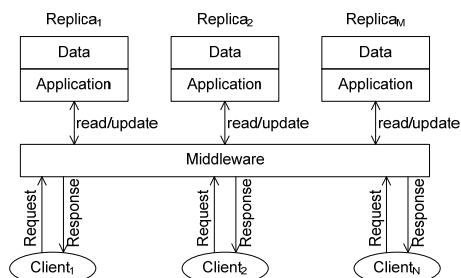 Replica1 Replica2 ReplicaM
Data Data Data
Application Application Application
read/update read/update read/update
Middleware
Request Response Request Response Request Response
Client1 Client2 ClientN